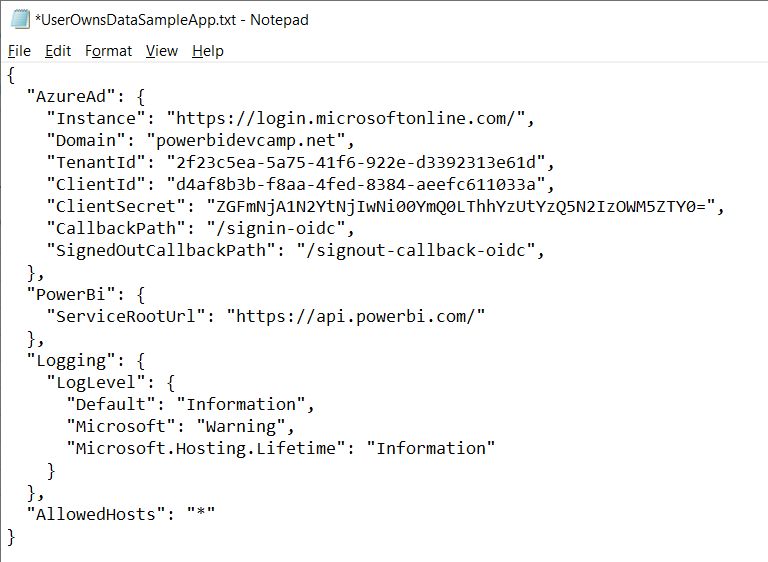 *UserOwnsDataSampleApp.txt - Notepad
File Edit Format View Help
{
  "AzureAd": {
    "Instance": "https://login.microsoftonline.com/",
    "Domain": "powerbidevcamp.net",
    "TenantId": "2f23c5ea-5a75-41f6-922e-d3392313e61d",
    "ClientId": "d4af8b3b-f8aa-4fed-8384-aeefc611033a",
    "ClientSecret": "ZGFmNjA1N2YtNjIwNi00YmQ0LThhYzUtYzQ5N2IzOWM5ZTY0=",
    "CallbackPath": "/signin-oidc",
    "SignedOutCallbackPath": "/signout-callback-oidc",
  },
  "PowerBi": {
    "ServiceRootUrl": "https://api.powerbi.com/"
  },
  "Logging": {
    "LogLevel": {
      "Default": "Information",
      "Microsoft": "Warning",
      "Microsoft.Hosting.Lifetime": "Information"
    }
  },
  "AllowedHosts": "*"
}